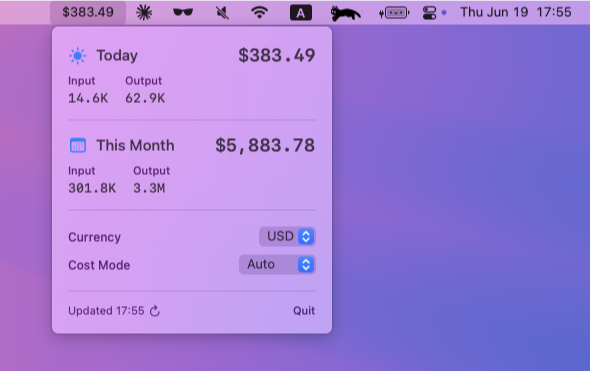 $383.49 A Thu Jun 19 17:55
Today $383.49
Input Output
14.6K 62.9K
This Month $5,883.78
Input Output
301.8K 3.3M
Currency USD
Cost Mode Auto
Updated 17:55 Quit